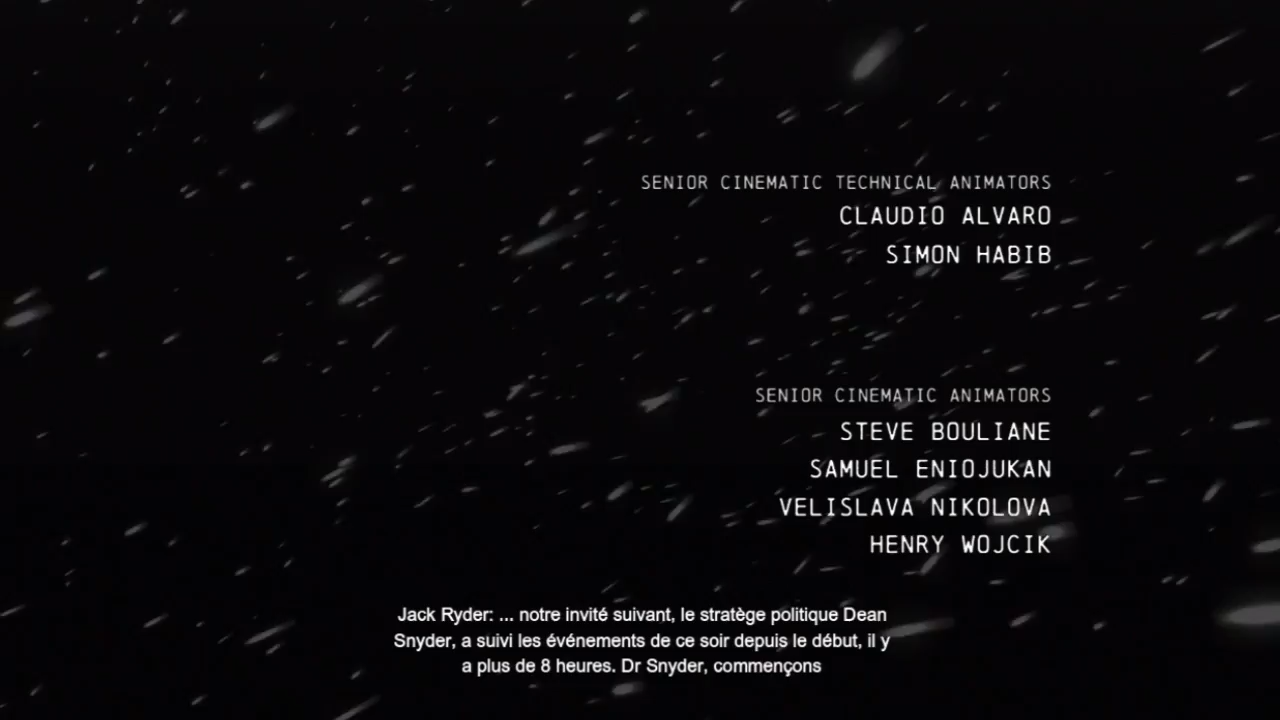 SENIOR CINEMATIC TECHNICAL ANIMATORS
CLAUDIO ALVARO
SIMON HABIB
SENIOR CINEMATIC ANIMATORS
STEVE BOULIANE
SAMUEL ENIOJUKAN
VELISLAVA NIKOLOVA
HENRY WOJCIK
Jack Ryder: ... notre invité suivant, le stratège politique Dean
Snyder, a suivi les événements de ce soir depuis le début, il y
a plus de 8 heures. Dr Snyder, commençons